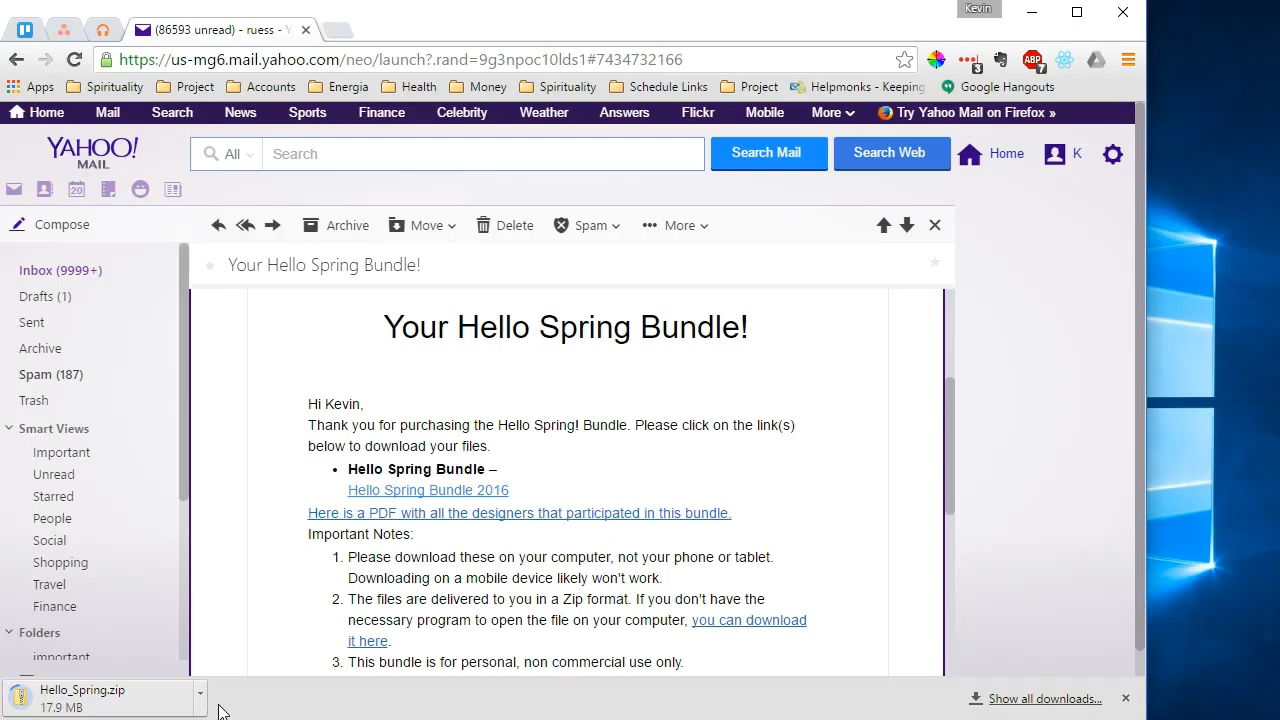 Kevin
(86593 unread) - ruess - Y
https://us-mg6.mail.yahoo.com/neo/launch?.rand=9g3npoc10lds1#7434732166
3
ABP
7
Apps Spirituality Project Accounts Energia Health Money Spirituality Schedule Links Project Helpmonks - Keeping Google Hangouts
Home Mail Search News Sports Finance Celebrity Weather Answers Flickr Mobile More Try Yahoo Mail on Firefox »
YAHOO!
MAIL
All Search Search Mail Search Web Home K
20
Compose Archive Move Delete Spam More
Your Hello Spring Bundle!
Inbox (9999+)
Drafts (1)
Sent
Archive
Spam (187)
Trash
Smart Views
Important
Unread
Starred
People
Social
Shopping
Travel
Finance
Folders
important
Your Hello Spring Bundle!
Hi Kevin,
Thank you for purchasing the Hello Spring! Bundle. Please click on the link(s)
below to download your files.
• Hello Spring Bundle –
Hello Spring Bundle 2016
Here is a PDF with all the designers that participated in this bundle.
Important Notes:
1. Please download these on your computer, not your phone or tablet.
Downloading on a mobile device likely won't work.
2. The files are delivered to you in a Zip format. If you don't have the
necessary program to open the file on your computer, you can download
it here.
3. This bundle is for personal, non commercial use only.
Hello_Spring.zip
17.9 MB
Show all downloads...